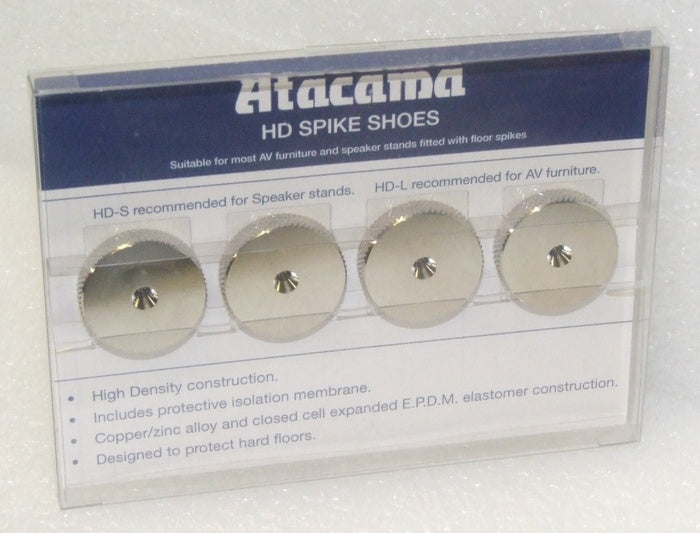 Atacama
HD SPIKE SHOES
Suitable for most AV furniture and speaker stands fitted with floor spikes
HD-S recommended for Speaker stands. HD-L recommended for AV furniture.
• High Density construction.
• Includes protective isolation membrane.
• Copper/zinc alloy and closed cell expanded E.P.D.M. elastomer construction.
• Designed to protect hard floors.